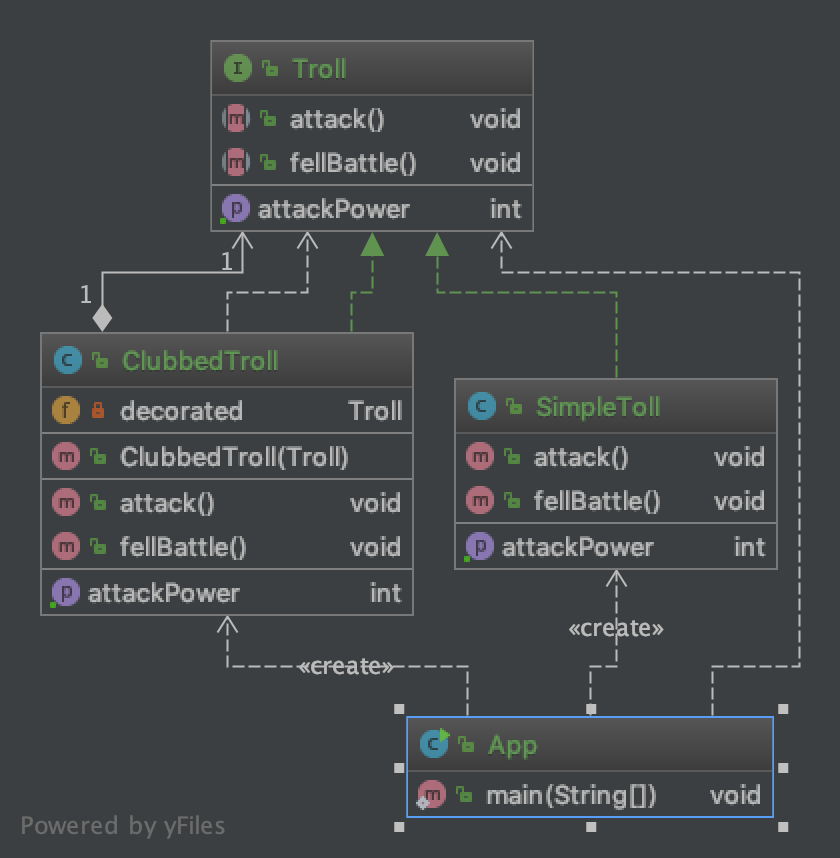 I Troll
m attack() void
m fellBattle() void
p attackPower int
1
1
C ClubbedTroll
f decorated Troll
m ClubbedTroll(Troll)
m attack() void
m fellBattle() void
p attackPower int
C SimpleToll
m attack() void
m fellBattle() void
p attackPower int
«create»
«create»
C App
m main(String[]) void
Powered by yFiles